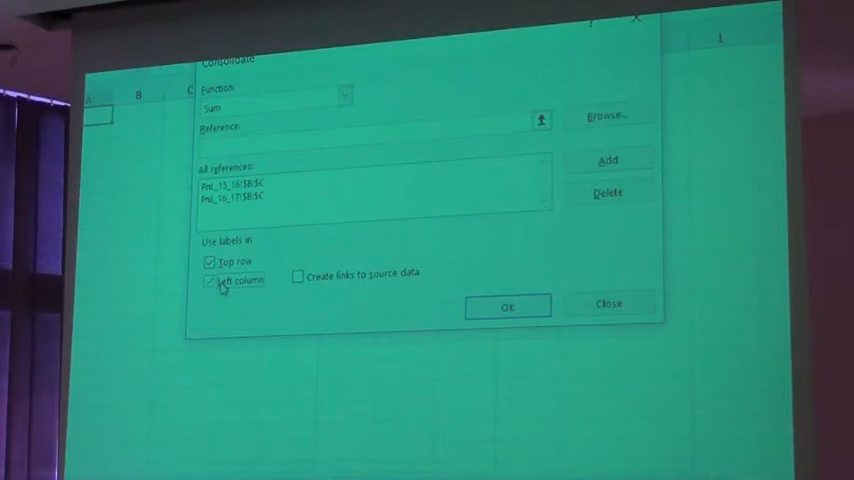 Consolidate ? X
A B C L
Function:
Sum
Reference:
Browse...
All references:
PnL_15_16!$B:$C
PnL_16_17!$B:$C
Add
Delete
Use labels in
Top row
Left column
Create links to source data
OK Close